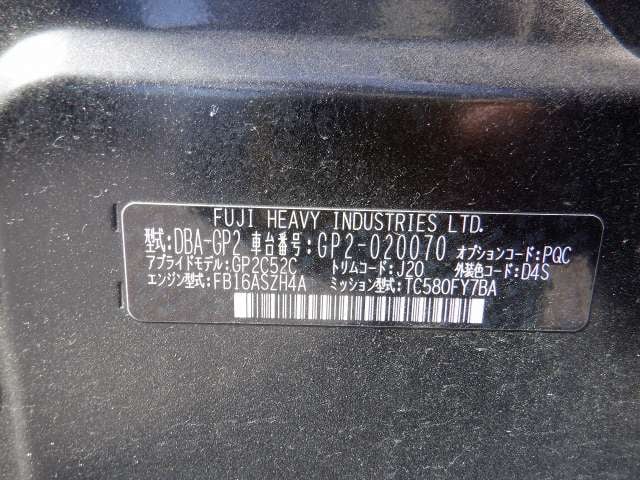 FUJI HEAVY INDUSTRIES LTD.
型式:DBA-GP2 車台番号:GP2-020070 オプションコード:PQC
アプライドモデル:GP2C52C トリムコード:J20 外装色コード:D4S
エンジン型式:FB16ASZH4A ミッション型式:TC580FY7BA